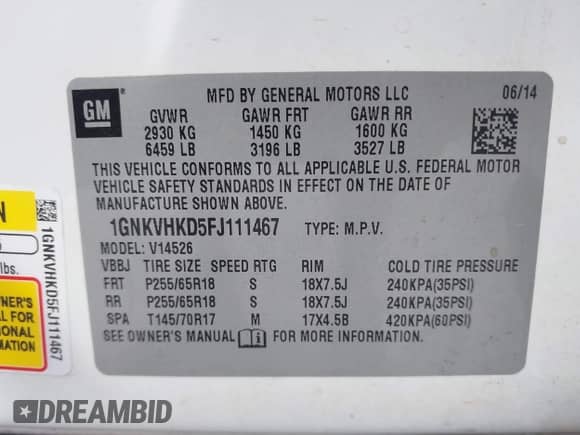 GM
MFD BY GENERAL MOTORS LLC 06/14
GVWR GAWR FRT GAWR RR
2930 KG 1450 KG 1600 KG
6459 LB 3196 LB 3527 LB
THIS VEHICLE CONFORMS TO ALL APPLICABLE U.S. FEDERAL MOTOR
VEHICLE SAFETY STANDARDS IN EFFECT ON THE DATE OF
MANUFACTURE SHOWN ABOVE.
1GNKVHKD5FJ111467 TYPE: M.P.V.
MODEL: V14526
VBBJ TIRE SIZE SPEED RTG RIM COLD TIRE PRESSURE
FRT P255/65R18 S 18X7.5J 240KPA(35PSI)
RR P255/65R18 S 18X7.5J 240KPA(35PSI)
SPA T145/70R17 M 17X4.5B 420KPA(60PSI)
SEE OWNER'S MANUAL FOR MORE INFORMATION
lbs.
1GNKVHKD5FJ111467
DREAMBID